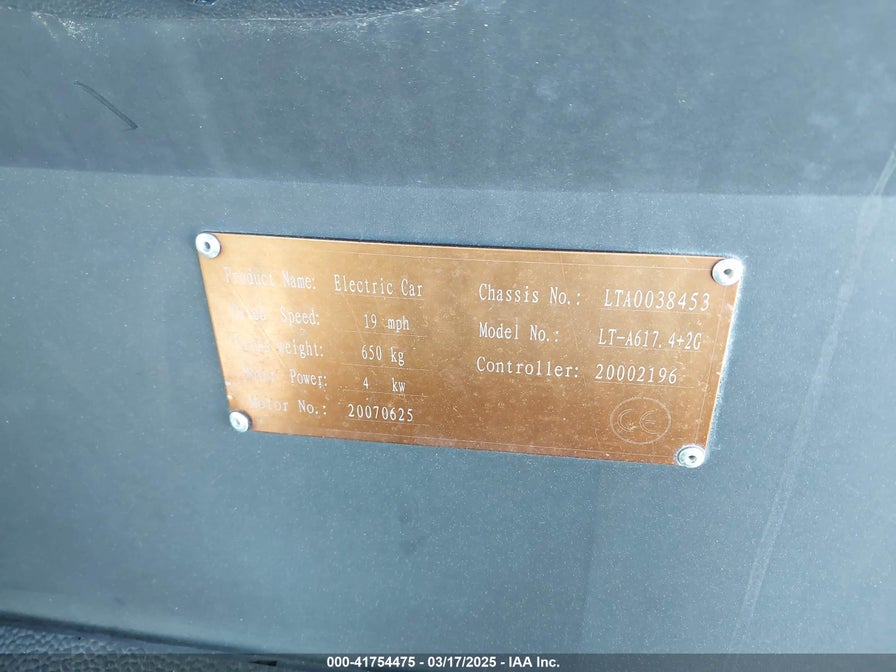 Product Name: Electric Car
Speed: 19 mph
weight: 650 kg
Power: 4 kw
Motor No.: 20070625
Chassis No.: LTA0038453
Model No.: LT-A617.4+2G
Controller: 20002196
CE
000-41754475 - 03/17/2025 - IAA Inc.